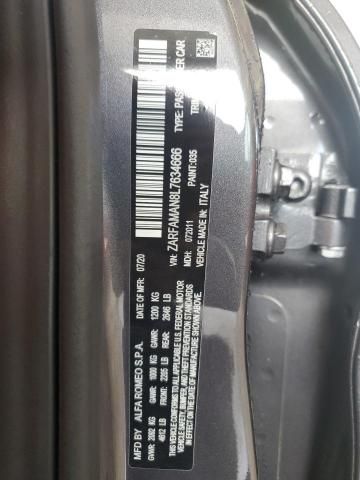 MFD BY ALFA ROMEO S.P.A. DATE OF MFR: 07/20
GVWR: 2092 KG GAWR: 1000 KG GAWR: 1200 KG
4612 LB FRONT: 2205 LB REAR: 2646 LB
THIS VEHICLE CONFORMS TO ALL APPLICABLE U.S. FEDERAL MOTOR
VEHICLE SAFETY, BUMPER, AND THEFT PREVENTION STANDARDS
IN EFFECT ON THE DATE OF MANUFACTURE SHOWN ABOVE.
VIN: ZARFAMAN8L7634666 TYPE: PASSENGER CAR
MDH: 072011 PAINT: 035
VEHICLE MADE IN: ITALY